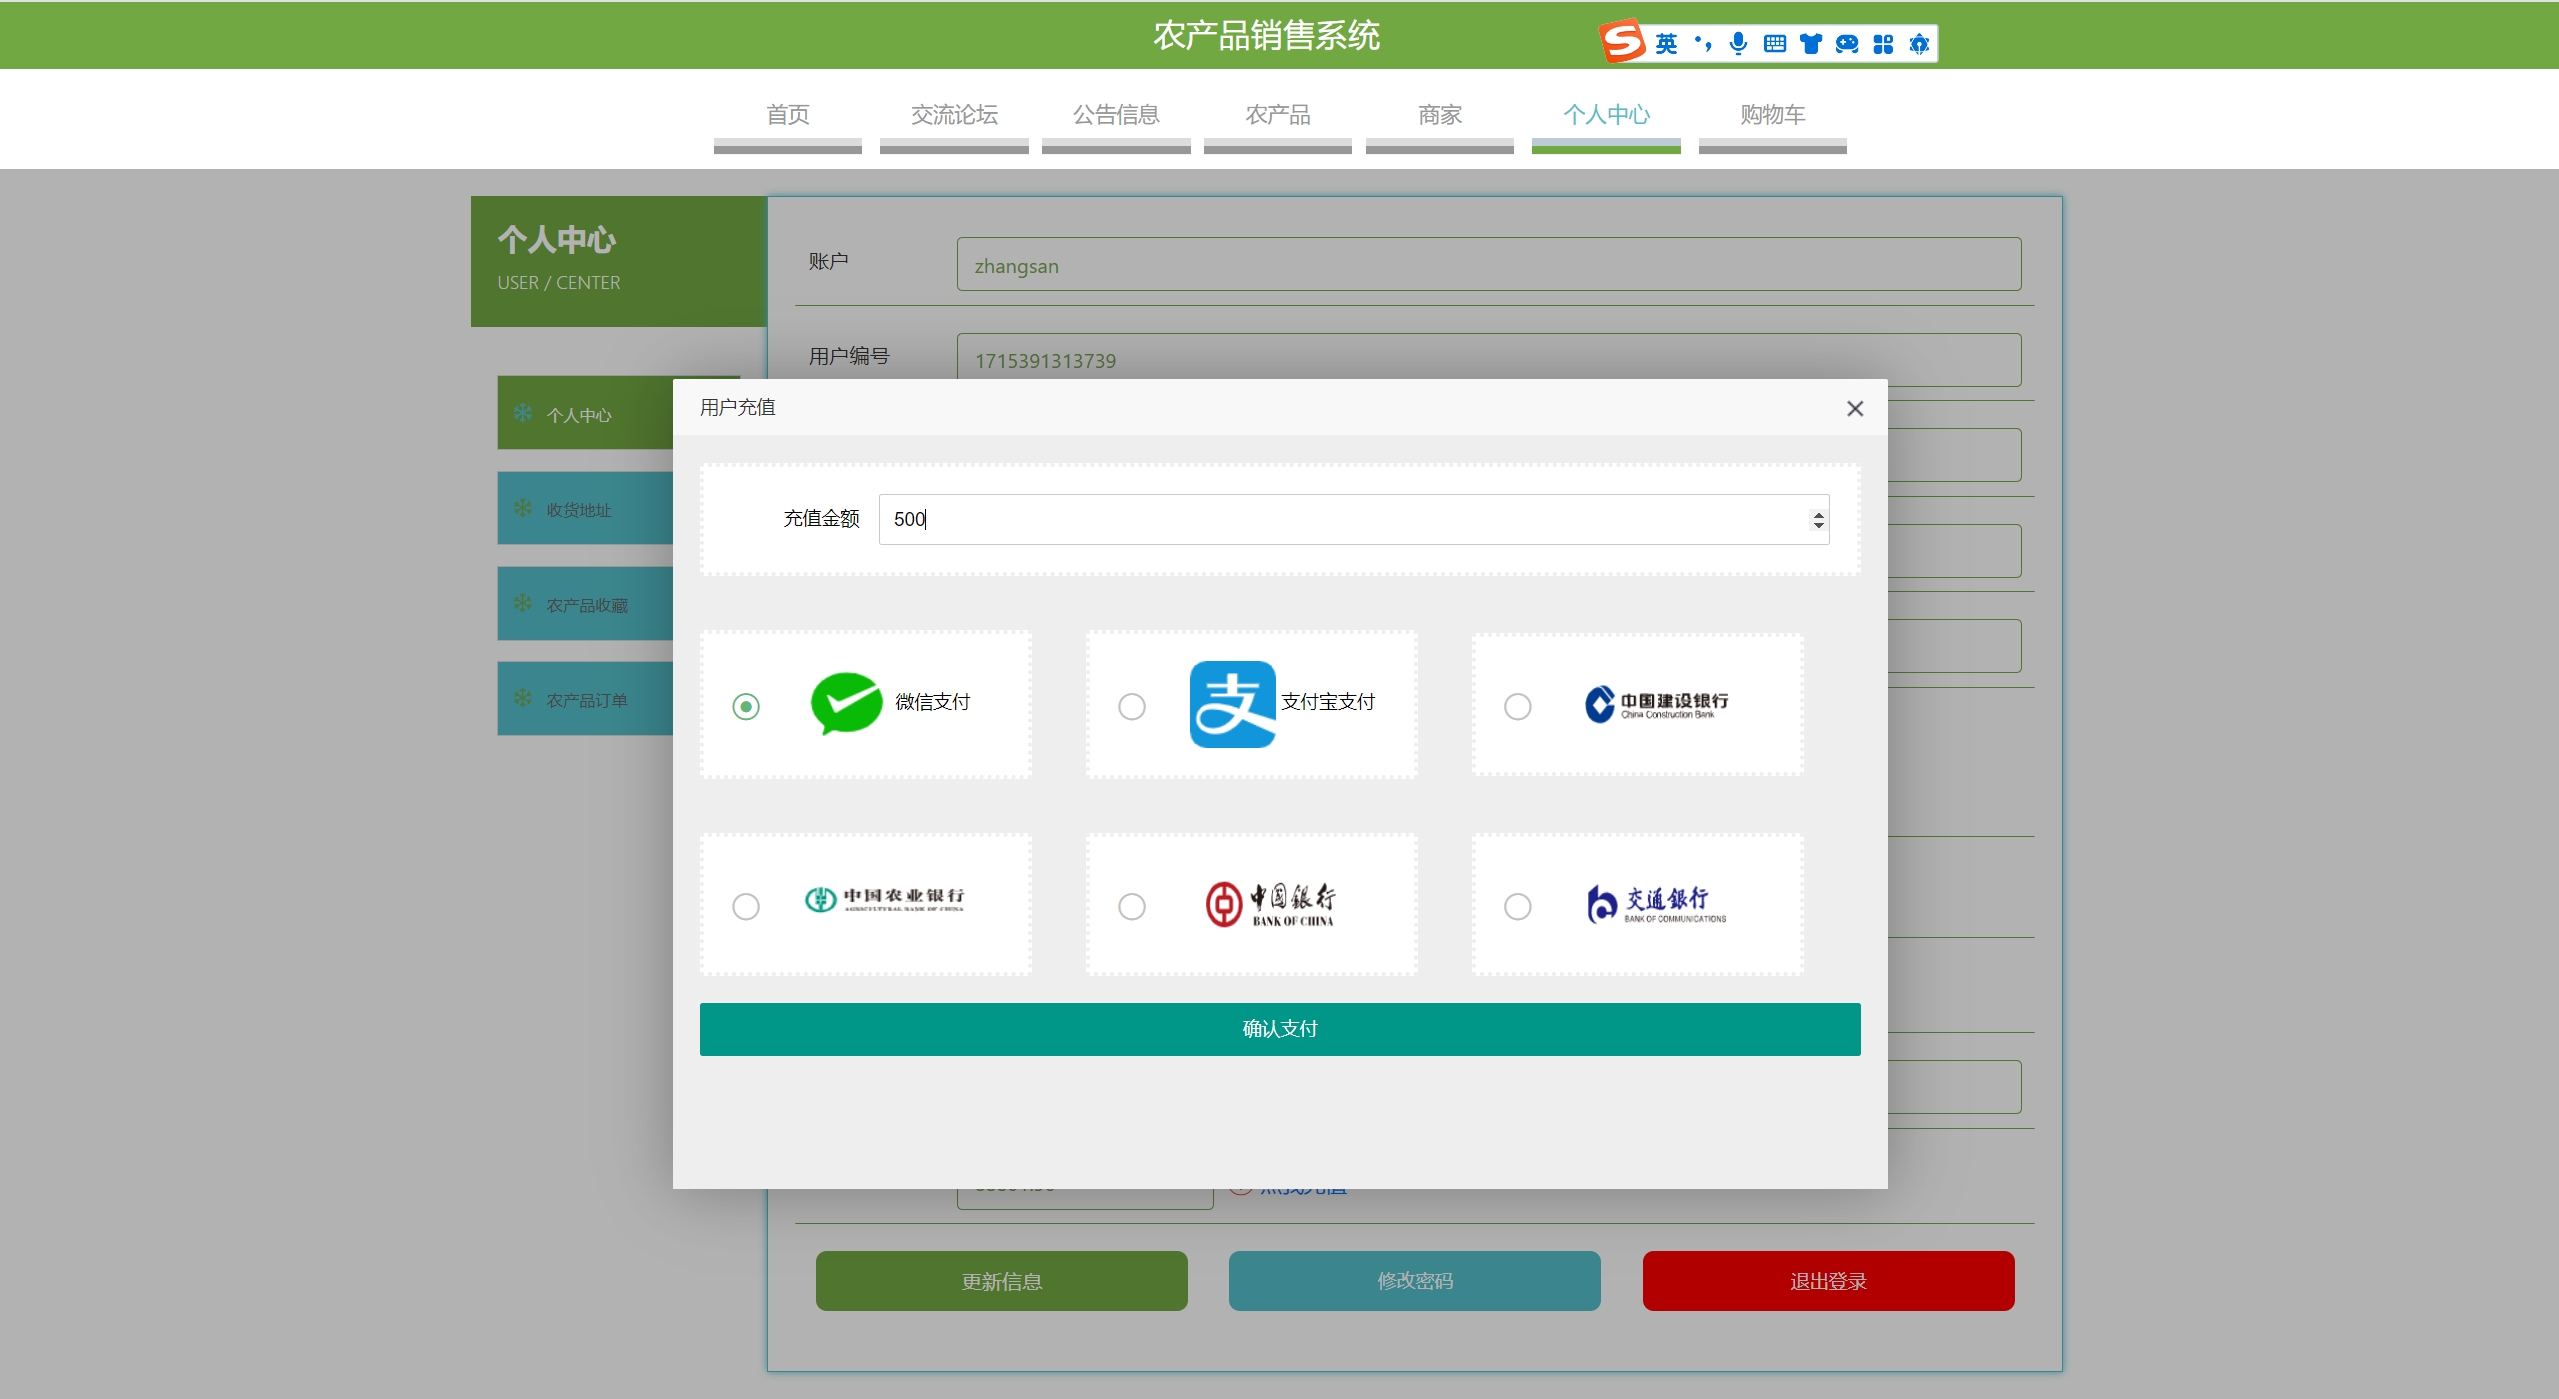 农产品销售系统
英
首页
交流论坛
公告信息
农产品
商家
个人中心
购物车
个人中心
USER / CENTER
账户
zhangsan
用户编号
1715391313739
个人中心
收货地址
农产品收藏
农产品订单
用户充值
充值金额
500
微信支付
支付宝支付
中国建设银行
China Construction Bank
中国农业银行
AGRICULTURAL BANK OF CHINA
中国銀行
BANK OF CHINA
交通銀行
BANK OF COMMUNICATIONS
确认支付
点我充值
更新信息
修改密码
退出登录